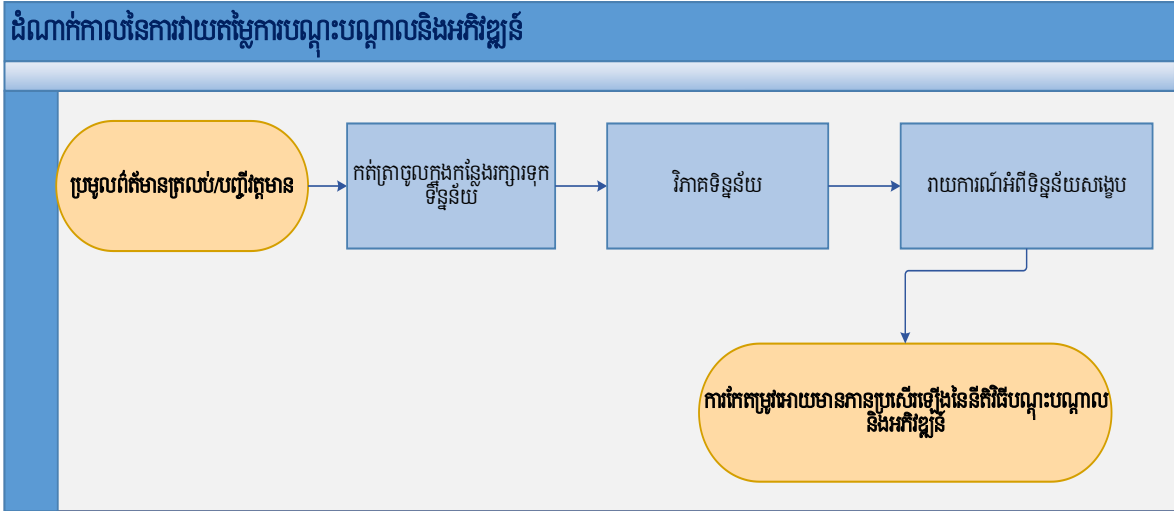 ដំណាក់កាលនៃការវាយតម្លៃការបណ្តុះបណ្តាលនិងអភិវឌ្ឍន៍
ប្រមូលព៌ត័មានត្រលប់/បញ្ជីវត្តមាន
កត់ត្រាចូលក្នុងកន្លែងរក្សារទុក
ទិន្នន័យ
វិភាគទិន្នន័យ
រាយការណ៍អំពីទិន្នន័យសង្ខេប
ការកែតម្រូវអោយមានភានប្រសើរឡើងនៃនីតិវិធីបណ្តុះបណ្តាល
និងអភិវឌ្ឍន៍